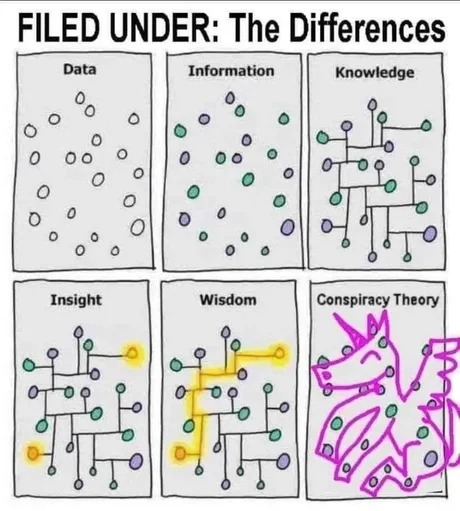 FILED UNDER: The Differences
Data
Information
Knowledge
Insight
Wisdom
Conspiracy Theory